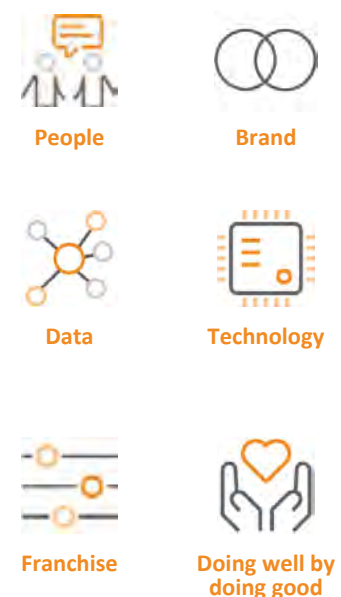 People
Brand
Data
Technology
Franchise
Doing well by
doing good